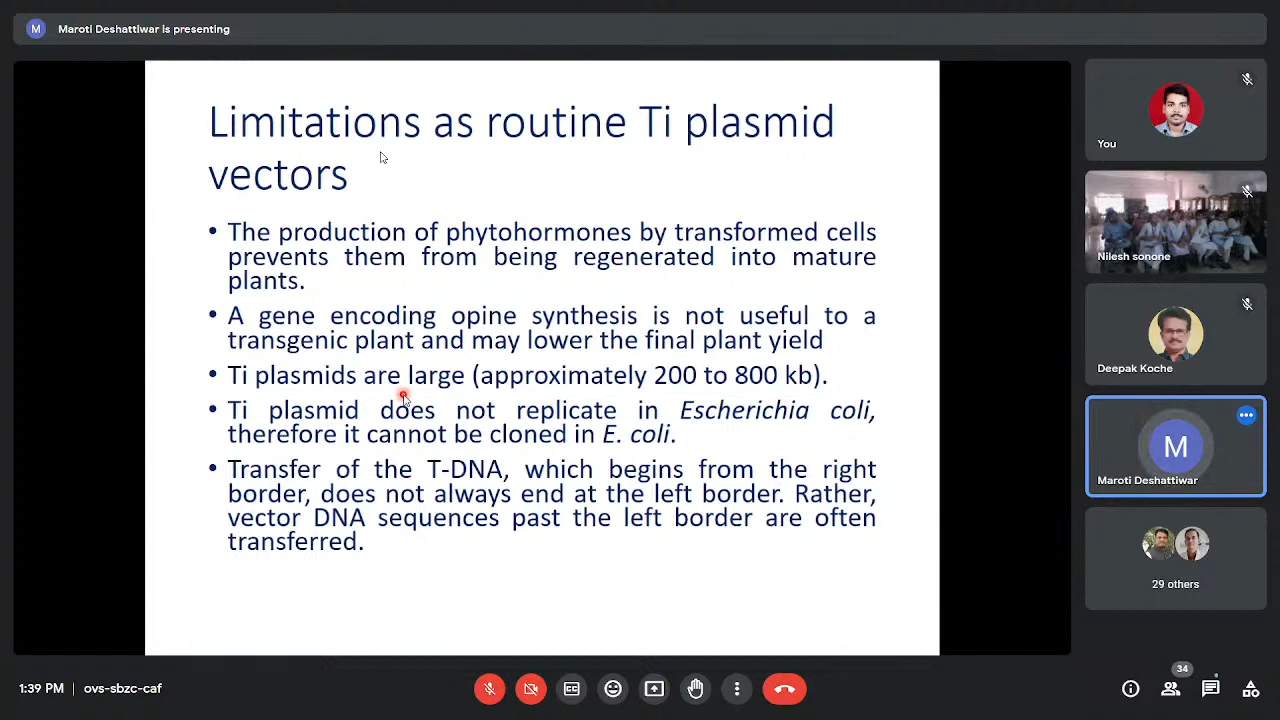 M Maroti Deshattiwar is presenting
Limitations as routine Ti plasmid
vectors
• The production of phytohormones by transformed cells
prevents them from being regenerated into mature
plants.
• A gene encoding opine synthesis is not useful to a
transgenic plant and may lower the final plant yield
• Ti plasmids are large (approximately 200 to 800 kb).
• Ti plasmid does not replicate in Escherichia coli,
therefore it cannot be cloned in E. coli.
• Transfer of the T-DNA, which begins from the right
border, does not always end at the left border. Rather,
vector DNA sequences past the left border are often
transferred.
You
Nilesh sonone
Deepak Koche
M
Maroti Deshattiwar
29 others
1:39 PM | ovs-sbzc-caf
34